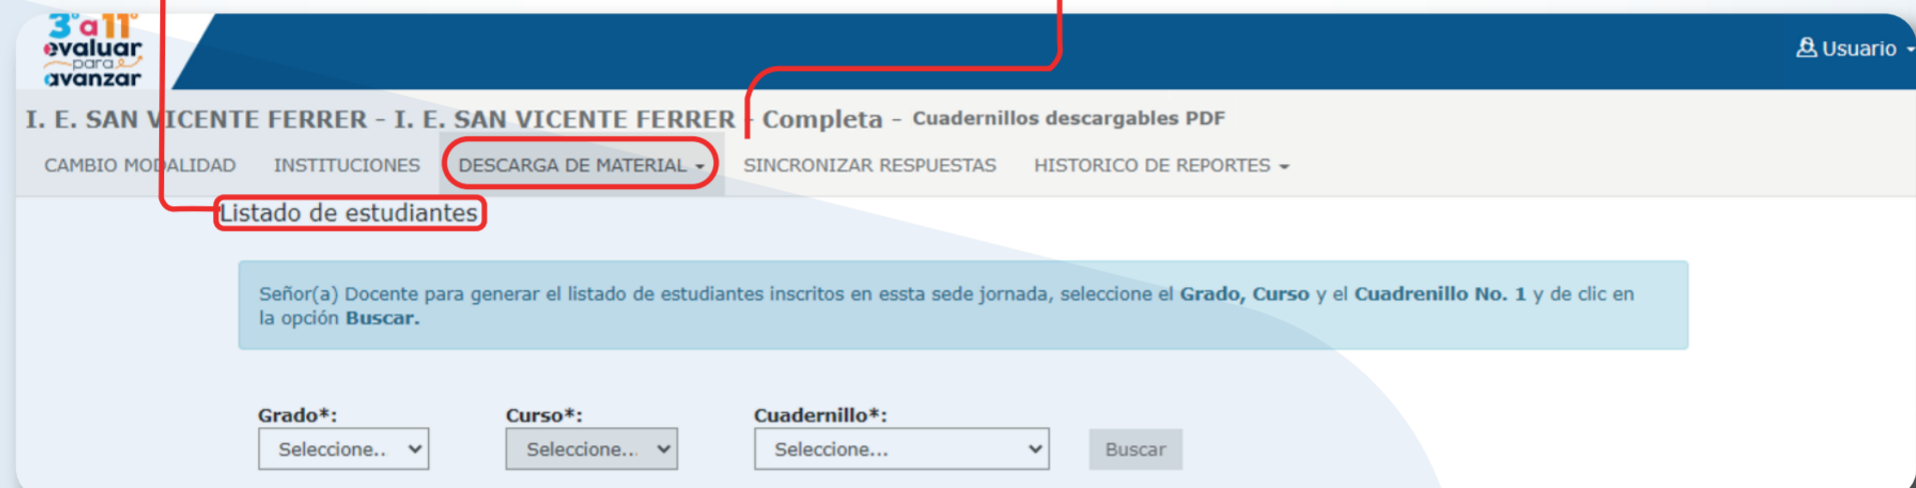 3° a 11°
evaluar
para
avanzar
Usuario
I. E. SAN VICENTE FERRER - I. E. SAN VICENTE FERRER - Completa - Cuadernillos descargables PDF
CAMBIO MODALIDAD INSTITUCIONES DESCARGA DE MATERIAL SINCRONIZAR RESPUESTAS HISTORICO DE REPORTES
Listado de estudiantes
Señor(a) Docente para generar el listado de estudiantes inscritos en essta sede jornada, seleccione el Grado, Curso y el Cuadrenillo No. 1 y de clic en
la opción Buscar.
Grado*: Curso*: Cuadernillo*:
Seleccione.. Seleccione... Seleccione... Buscar